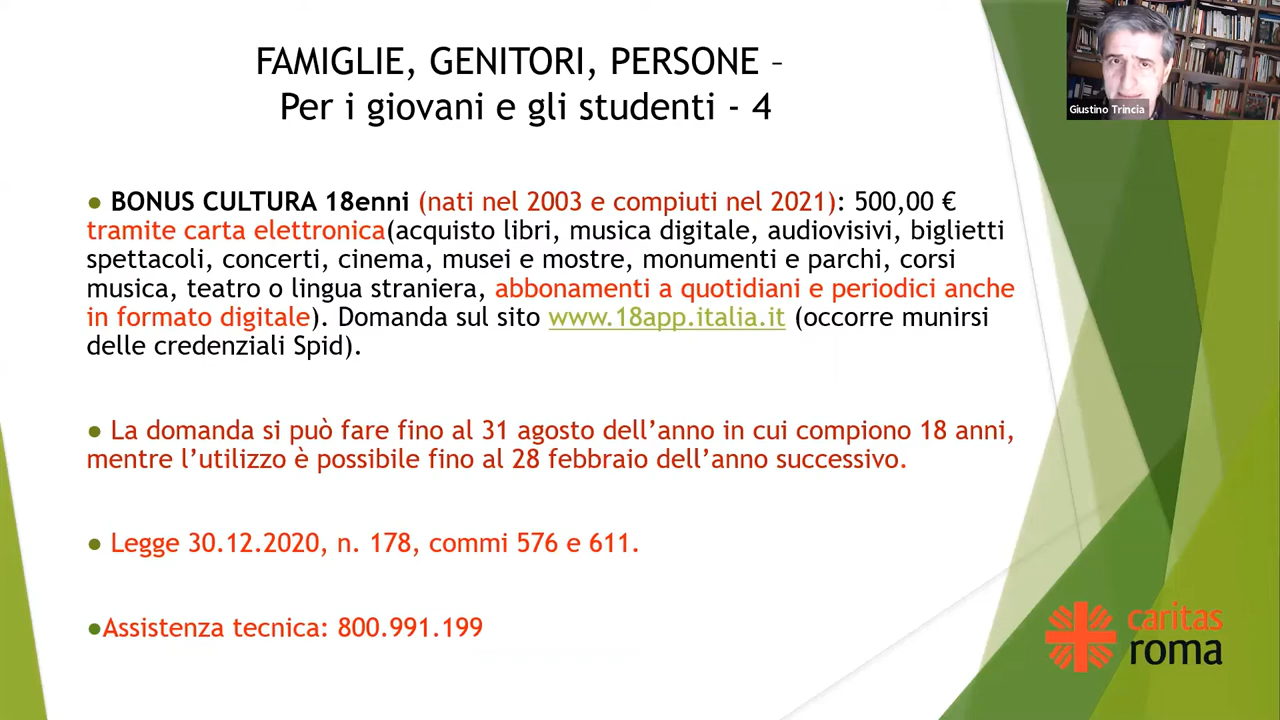 FAMIGLIE, GENITORI, PERSONE –
Per i giovani e gli studenti - 4
Giustino Trincia
● BONUS CULTURA 18enni (nati nel 2003 e compiuti nel 2021): 500,00 €
tramite carta elettronica(acquisto libri, musica digitale, audiovisivi, biglietti
spettacoli, concerti, cinema, musei e mostre, monumenti e parchi, corsi
musica, teatro o lingua straniera, abbonamenti a quotidiani e periodici anche
in formato digitale). Domanda sul sito www.18app.italia.it (occorre munirsi
delle credenziali Spid).
● La domanda si può fare fino al 31 agosto dell’anno in cui compiono 18 anni,
mentre l’utilizzo è possibile fino al 28 febbraio dell’anno successivo.
● Legge 30.12.2020, n. 178, commi 576 e 611.
●Assistenza tecnica: 800.991.199
caritas
roma